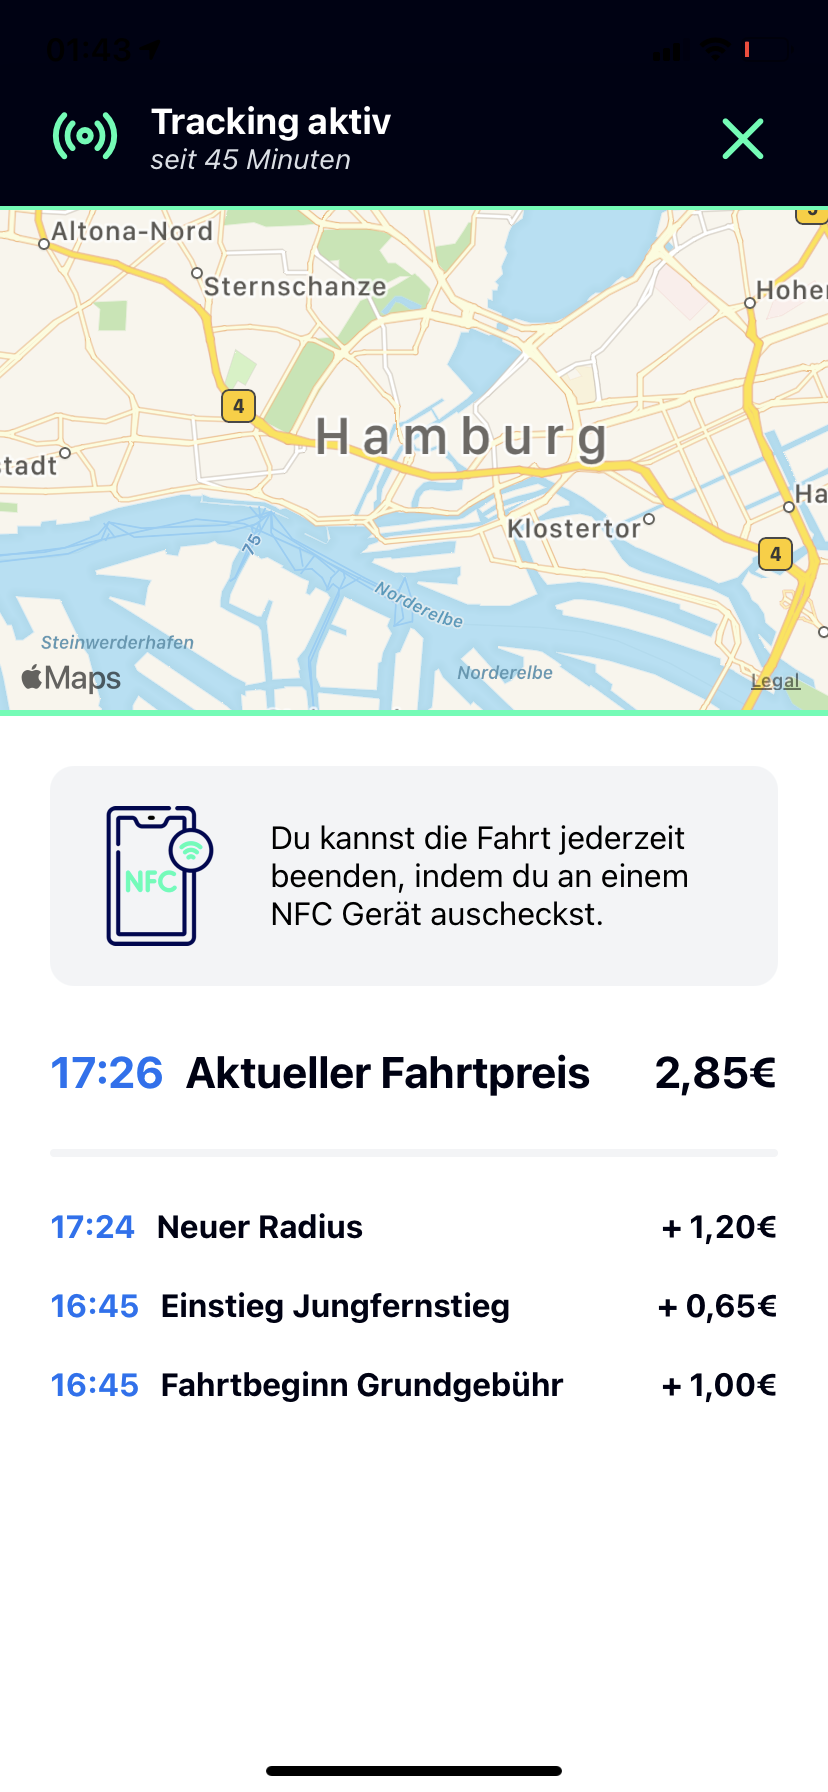 01:43
Tracking aktiv
seit 45 Minuten
Altona-Nord
Sternschanze
Hohe
4
Hamburg
stadt
Ha
Klostertor
4
75
Norderelbe
Steinwerderhafen
Norderelbe
Maps
Legal
NFC
Du kannst die Fahrt jederzeit
beenden, indem du an einem
NFC Gerät auscheckst.
17:26 Aktueller Fahrtpreis 2,85€
17:24 Neuer Radius + 1,20€
16:45 Einstieg Jungfernstieg + 0,65€
16:45 Fahrtbeginn Grundgebühr + 1,00€